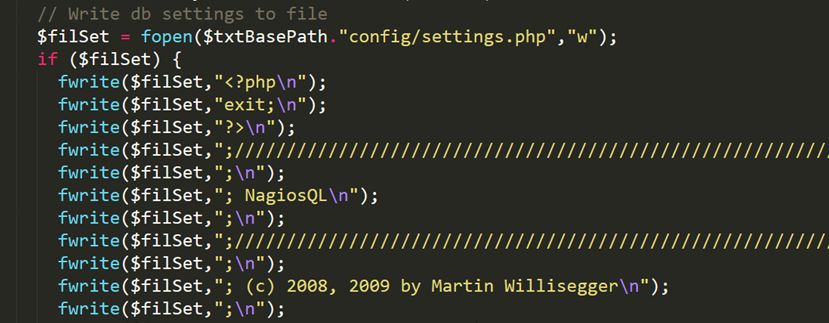 // Write db settings to file
$filSet = fopen($txtBasePath."config/settings.php","w");
if ($filSet) {
fwrite($filSet,"<?php\n");
fwrite($filSet,"exit;\n");
fwrite($filSet,"?>\n");
fwrite($filSet,";///////////////////////////////////////////////////////////
fwrite($filSet,";\n");
fwrite($filSet,"; NagiosQL\n");
fwrite($filSet,";\n");
fwrite($filSet,";///////////////////////////////////////////////////////////
fwrite($filSet,";\n");
fwrite($filSet,"; (c) 2008, 2009 by Martin Willisegger\n");
fwrite($filSet,";\n");